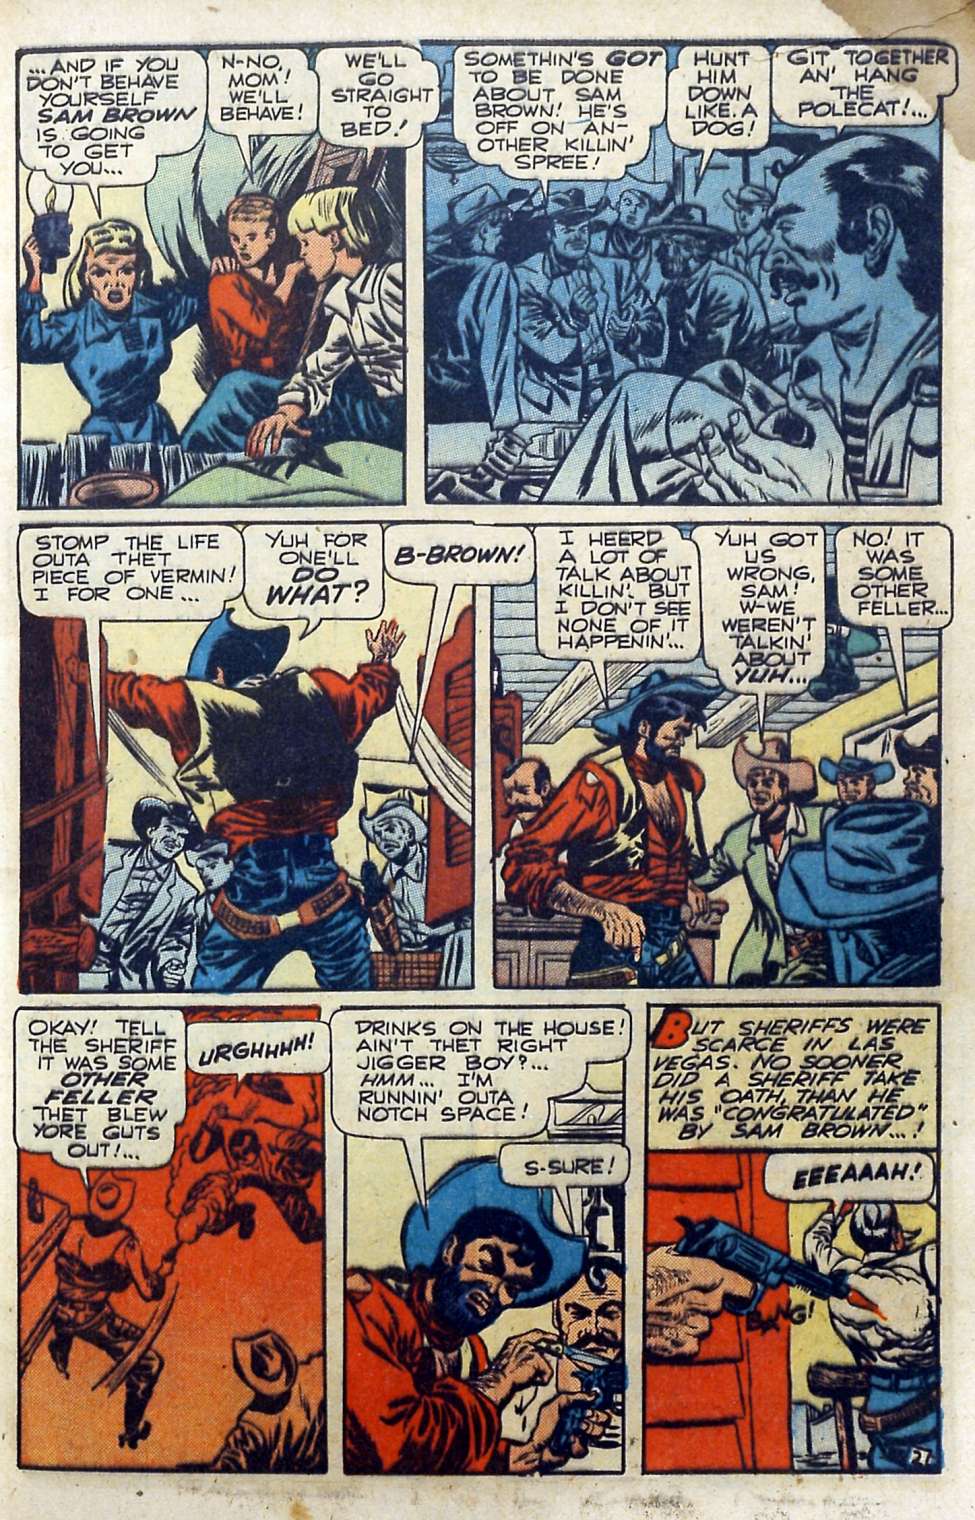 ...AND IF YOU
DON'T BEHAVE
YOURSELF
SAM BROWN
IS GOING
TO GET
YOU...
N-NO,
MOM!
WE'LL
BEHAVE!
WE'LL
GO
STRAIGHT
TO
BED!
SOMETHIN'S GOT
TO BE DONE
ABOUT SAM
BROWN! HE'S
OFF ON AN-
OTHER KILLIN'
SPREE!
HUNT
HIM
DOWN
LIKE A
DOG!
GIT TOGETHER
AN' HANG
THE
POLECAT!...
STOMP THE LIFE
OUTA THET
PIECE OF VERMIN!
I FOR ONE...
YUH FOR
ONE'LL
DO
WHAT?
B-BROWN!
I HEERD
A LOT OF
TALK ABOUT
KILLIN'. BUT
I DON'T SEE
NONE OF IT
HAPPENIN'...
YUH GOT
US
WRONG,
SAM!
W-WE
WEREN'T
TALKIN'
ABOUT
YUH...
NO! IT
WAS
SOME
OTHER
FELLER...
OKAY! TELL
THE SHERIFF
IT WAS SOME
OTHER
FELLER
THET BLEW
YORE GUTS
OUT!...
URGHHHH!
DRINKS ON THE HOUSE!
AIN'T THET RIGHT
JIGGER BOY?...
HMM... I'M
RUNNIN' OUTA
NOTCH SPACE!
S-SURE!
BUT SHERIFFS WERE
SCARCE IN LAS
VEGAS. NO SOONER
DID A SHERIFF TAKE
HIS OATH, THAN HE
WAS "CONGRATULATED"
BY SAM BROWN...!
EEEAAAH!
BANG!
27